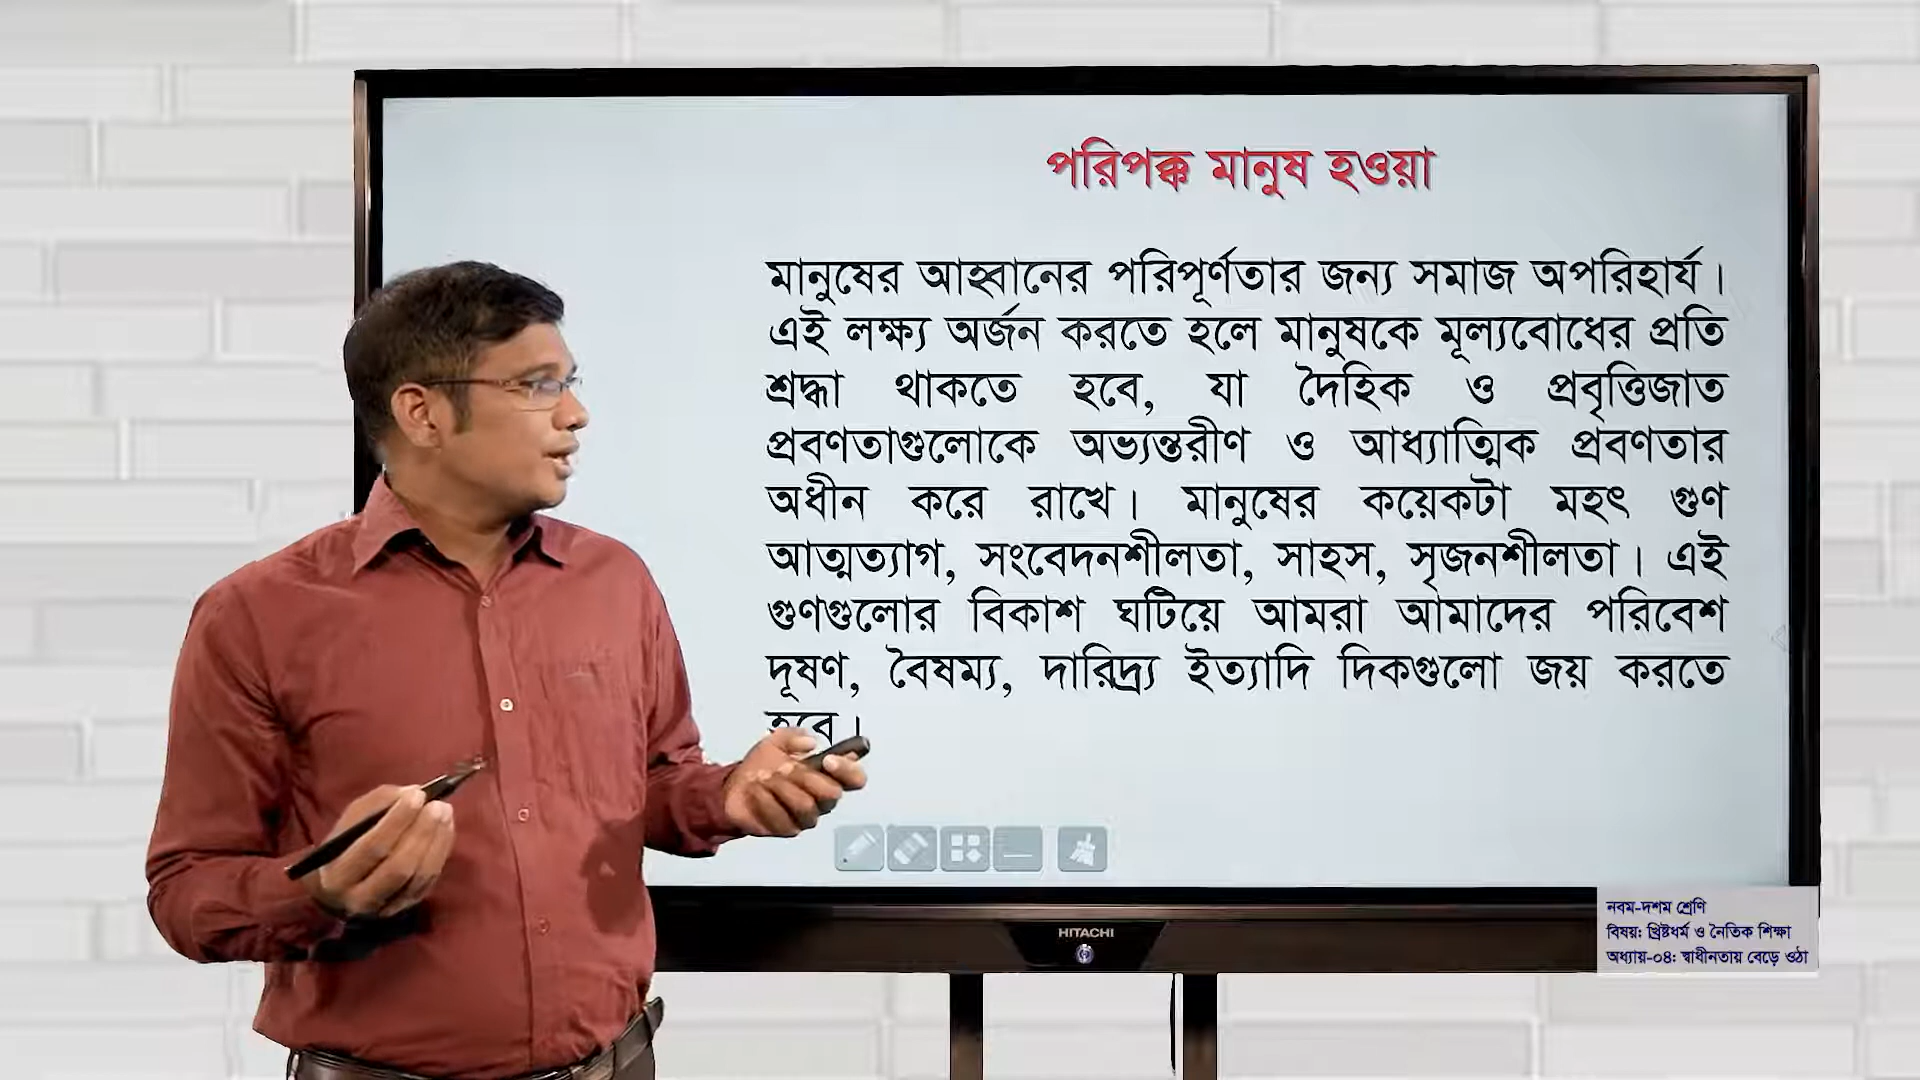 পরিপক্ক মানুষ হওয়া
মানুষের আহ্বানের পরিপূর্ণতার জন্য সমাজ অপরিহার্য।
এই লক্ষ্য অর্জন করতে হলে মানুষকে মূল্যবোধের প্রতি
শ্রদ্ধা থাকতে হবে, যা দৈহিক ও প্রবৃত্তিজাত
প্রবণতাগুলোকে অভ্যন্তরীণ ও আধ্যাত্মিক প্রবণতার
অধীন করে রাখে। মানুষের কয়েকটা মহৎ গুণ
আত্মত্যাগ, সংবেদনশীলতা, সাহস, সৃজনশীলতা। এই
গুণগুলোর বিকাশ ঘটিয়ে আমরা আমাদের পরিবেশ
দূষণ, বৈষম্য, দারিদ্র্য ইত্যাদি দিকগুলো জয় করতে
হবে।
HITACHI
নবম-দশম শ্রেণি
বিষয়: খ্রিষ্টধর্ম ও নৈতিক শিক্ষা
অধ্যায়-০৪: স্বাধীনতায় বেড়ে ওঠা